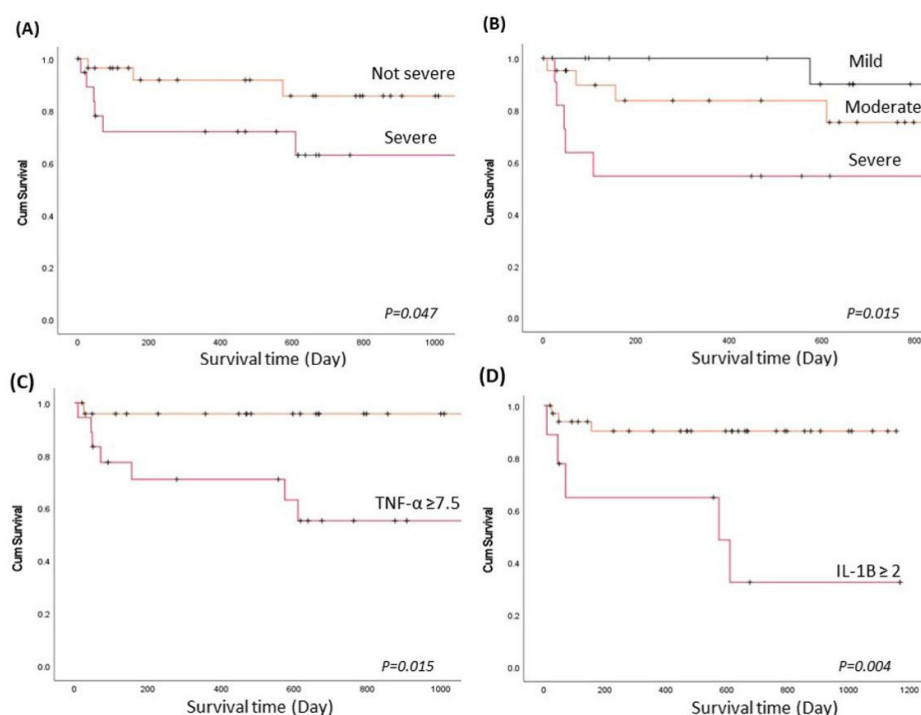 (A)
1.0
0.8
0.6
0.4
0.2
0.0
Cum Survival
Not severe
Severe
P=0.047
0 200 400 600 800 1000
Survival time (Day)
(B)
1.0
0.8
0.6
0.4
0.2
0.0
Cum Survival
Mild
Moderate
Severe
P=0.015
0 200 400 600 800
Survival time (Day)
(C)
1.0
0.8
0.6
0.4
0.2
0.0
Cum Survival
TNF-α ≥7.5
P=0.015
0 200 400 600 800 1000
Survival time (Day)
(D)
1.0
0.8
0.6
0.4
0.2
0.0
Cum Survival
IL-1B ≥ 2
P=0.004
0 200 400 600 800 1000 1200
Survival time (Day)